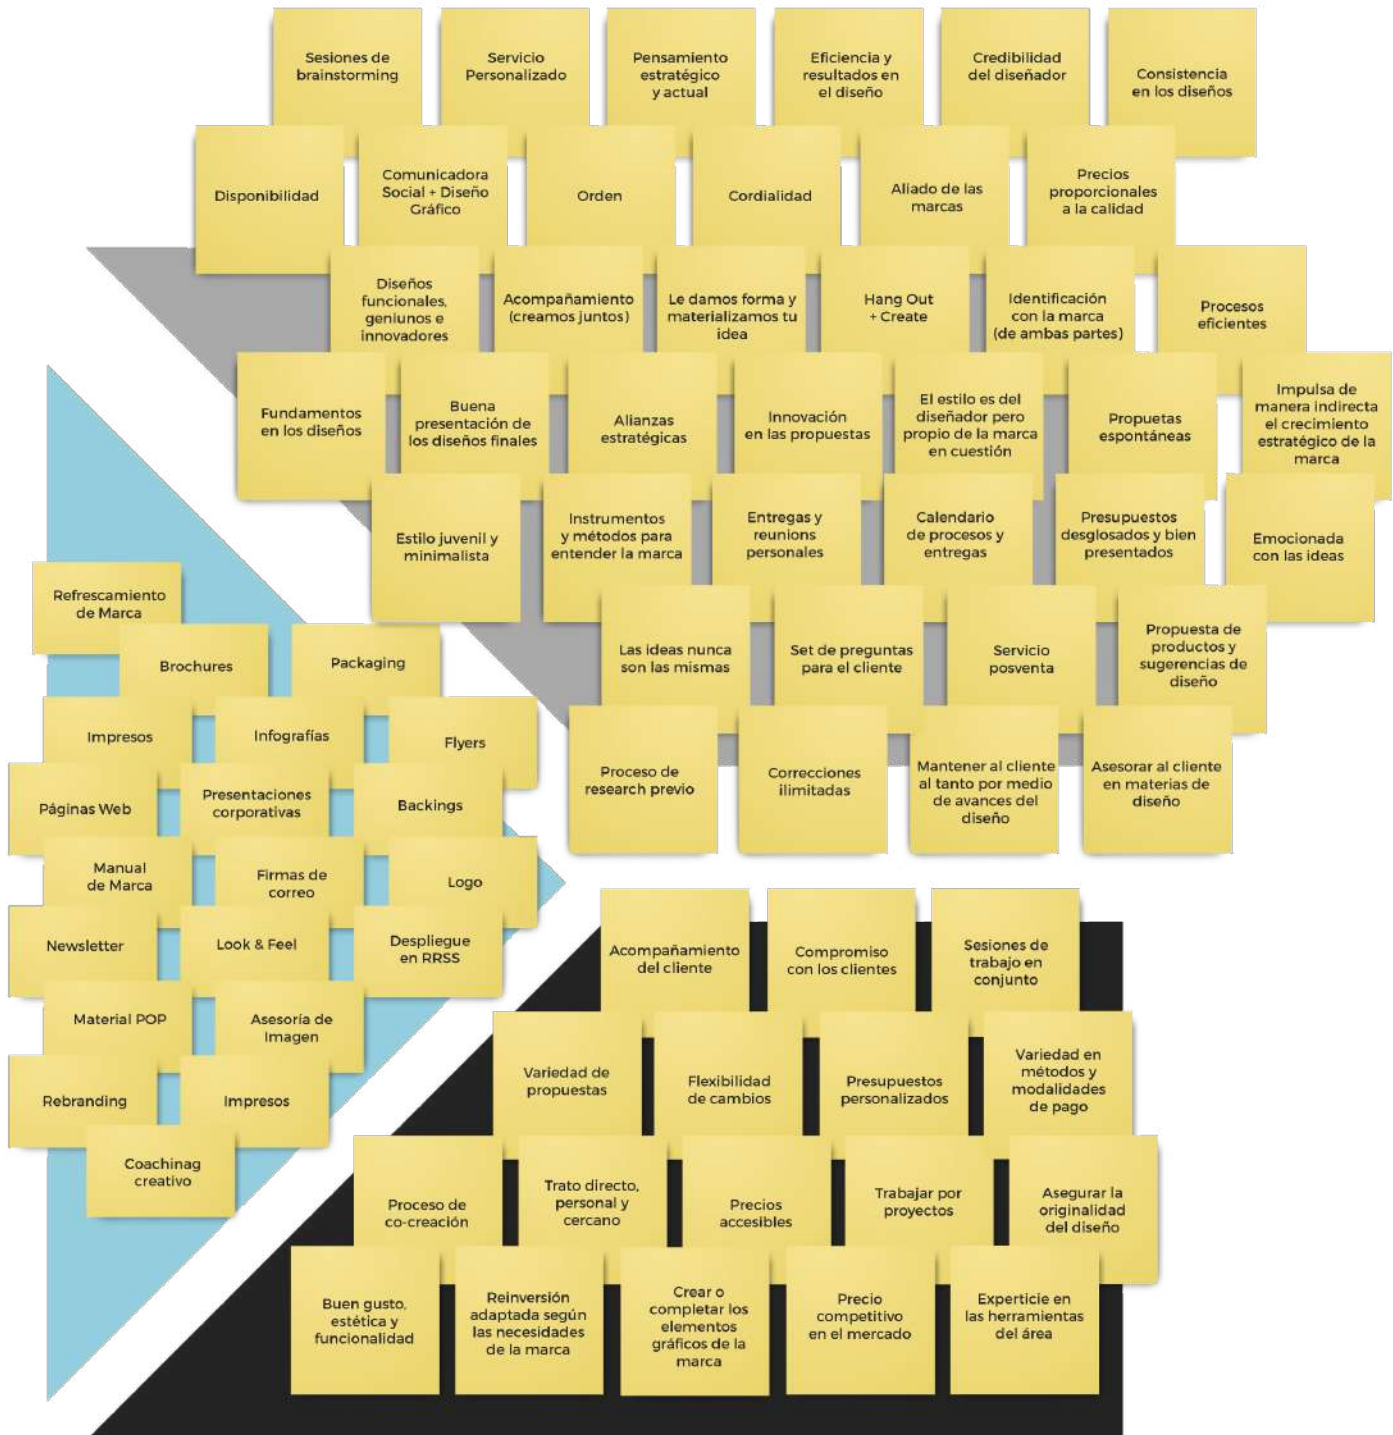 Sesiones de
brainstorming
Servicio
Personalizado
Pensamiento
estratégico
y actual
Eficiencia y
resultados en
el diseño
Credibilidad
del diseñador
Consistencia
en los diseños
Disponibilidad
Comunicadora
Social + Diseño
Gráfico
Orden
Cordialidad
Aliado de las
marcas
Precios
proporcionales
a la calidad
Diseños
funcionales,
geniunos e
innovadores
Acompañamiento
(creamos juntos)
Le damos forma y
materializamos tu
idea
Hang Out
+ Create
Identificación
con la marca
(de ambas partes)
Procesos
eficientes
Fundamentos
en los diseños
Buena
presentación de
los diseños finales
Alianzas
estratégicas
Innovación
en las propuestas
El estilo es del
diseñador pero
propio de la marca
en cuestión
Propuetas
espontáneas
Impulsa de
manera indirecta
el crecimiento
estratégico de la
marca
Estilo juvenil y
minimalista
Instrumentos
y métodos para
entender la marca
Entregas y
reunions
personales
Calendario
de procesos y
entregas
Presupuestos
desglosados y bien
presentados
Emocionada
con las ideas
Las ideas nunca
son las mismas
Set de preguntas
para el cliente
Servicio
posventa
Propuesta de
productos y
sugerencias de
diseño
Proceso de
research previo
Correcciones
ilimitadas
Mantener al cliente
al tanto por medio
de avances del
diseño
Asesorar al cliente
en materias de
diseño
Refrescamiento
de Marca
Brochures
Packaging
Impresos
Infografías
Flyers
Páginas Web
Presentaciones
corporativas
Backings
Manual
de Marca
Firmas de
correo
Logo
Newsletter
Look & Feel
Despliegue
en RRSS
Material POP
Asesoría de
Imagen
Rebranding
Impresos
Coachinag
creativo
Acompañamiento
del cliente
Compromiso
con los clientes
Sesiones de
trabajo en
conjunto
Variedad de
propuestas
Flexibilidad
de cambios
Presupuestos
personalizados
Variedad en
métodos y
modalidades
de pago
Proceso de
co-creación
Trato directo,
personal y
cercano
Precios
accesibles
Trabajar por
proyectos
Asegurar la
originalidad
del diseño
Buen gusto,
estética y
funcionalidad
Reinversión
adaptada según
las necesidades
de la marca
Crear o
completar los
elementos
gráficos de la
marca
Precio
competitivo
en el mercado
Experticie en
las herramientas
del área